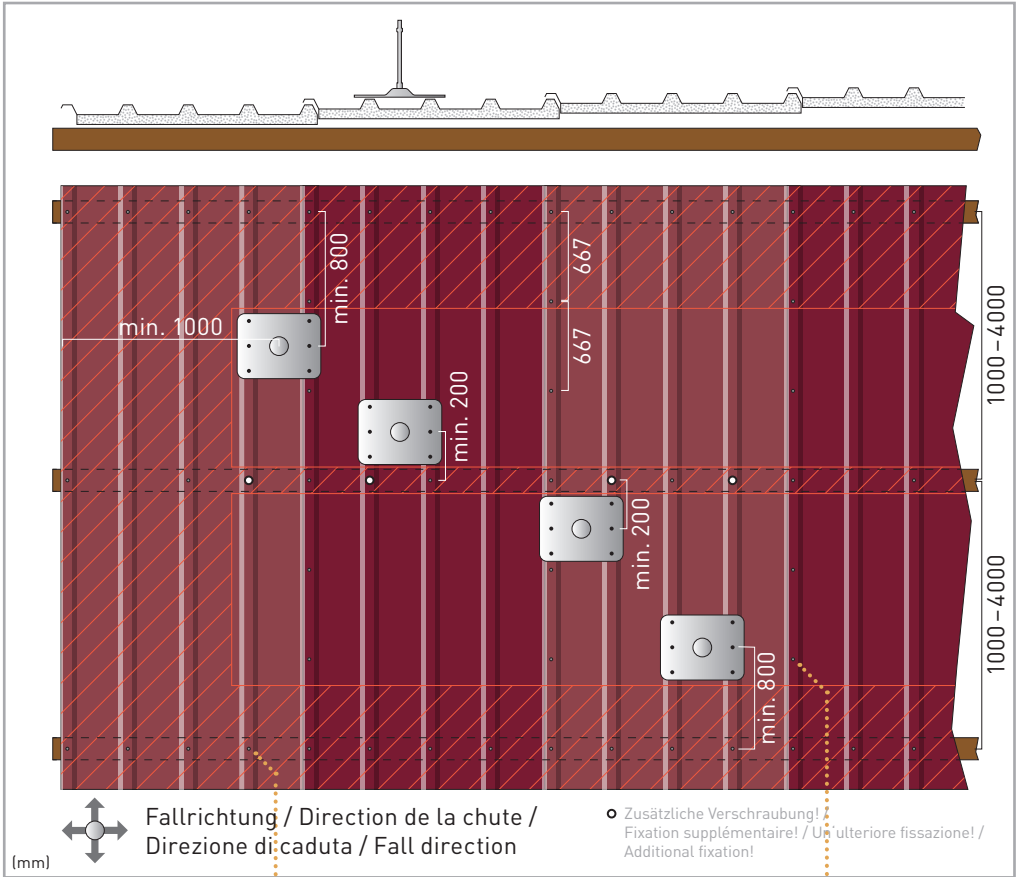 min. 800
667
min. 1000
667
1000 – 4000
min. 200
min. 200
1000 – 4000
min. 800
Fallrichtung / Direction de la chute /
Direzione di caduta / Fall direction
Zusätzliche Verschraubung! /
Fixation supplémentaire! / Un'ulteriore fissazione! /
Additional fixation!
(mm)